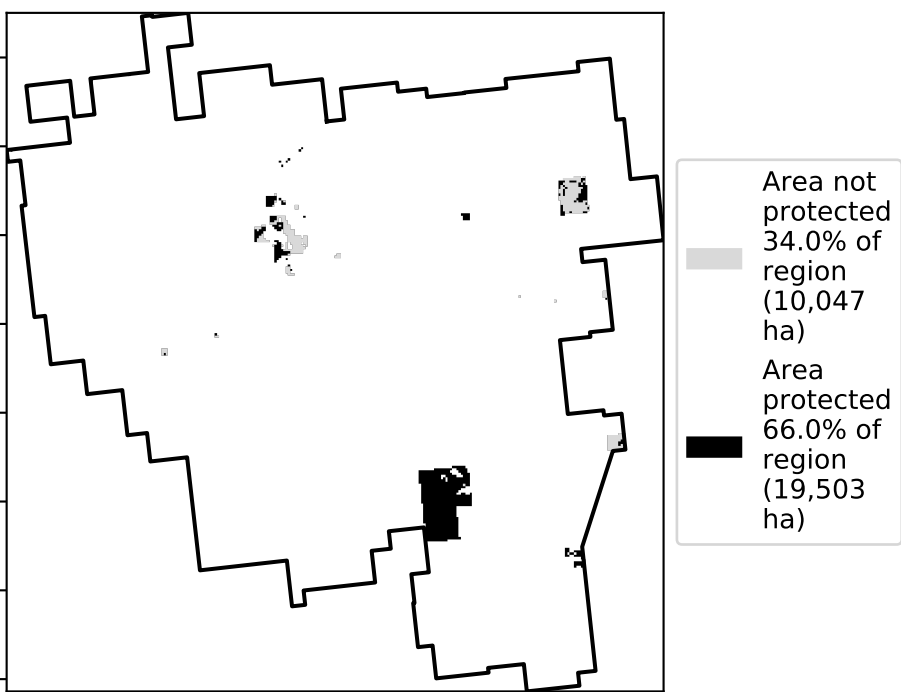 Area not
protected
34.0% of
region
(10,047
ha)
Area
protected
66.0% of
region
(19,503
ha)